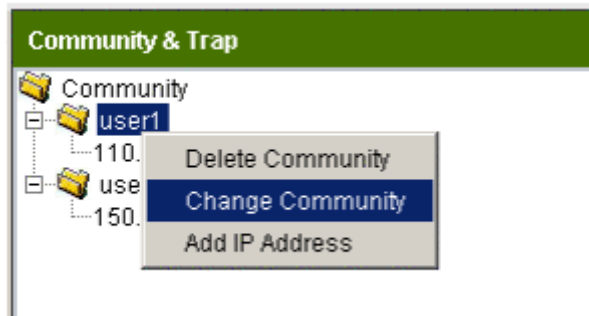 Community & Trap
Community
user1
110.
Delete Community
use
Change Community
150.
Add IP Address